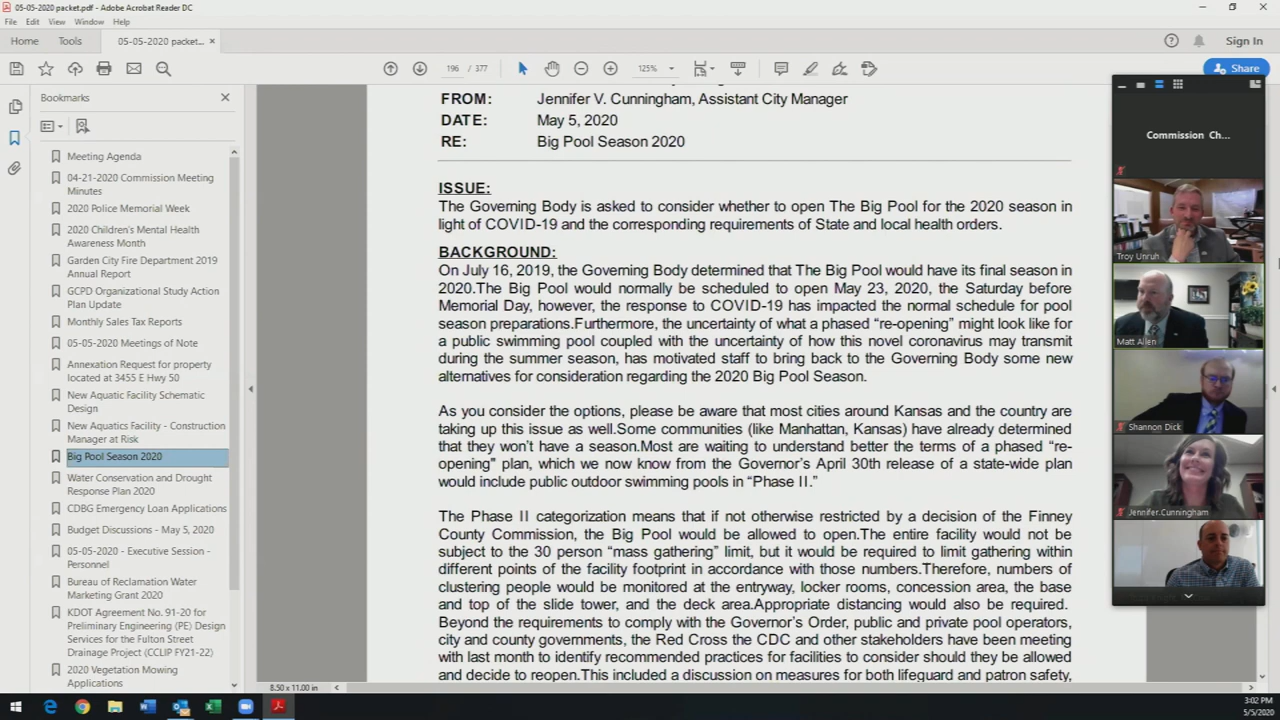 05-05-2020 packet.pdf - Adobe Acrobat Reader DC
File Edit View Window Help
Home Tools 05-05-2020 packet... × Sign In
196 / 377 125% Share
Bookmarks
Meeting Agenda
04-21-2020 Commission Meeting
Minutes
2020 Police Memorial Week
2020 Children's Mental Health
Awareness Month
Garden City Fire Department 2019
Annual Report
GCPD Organizational Study Action
Plan Update
Monthly Sales Tax Reports
05-05-2020 Meetings of Note
Annexation Request for property
located at 3455 E Hwy 50
New Aquatic Facility Schematic
Design
New Aquatics Facility - Construction
Manager at Risk
Big Pool Season 2020
Water Conservation and Drought
Response Plan 2020
CDBG Emergency Loan Applications
Budget Discussions - May 5, 2020
05-05-2020 - Executive Session -
Personnel
Bureau of Reclamation Water
Marketing Grant 2020
KDOT Agreement No. 91-20 for
Preliminary Engineering (PE) Design
Services for the Fulton Street
Drainage Project (CCLIP FY21-22)
2020 Vegetation Mowing
Applications
FROM: Jennifer V. Cunningham, Assistant City Manager
DATE: May 5, 2020
RE: Big Pool Season 2020
ISSUE:
The Governing Body is asked to consider whether to open The Big Pool for the 2020 season in
light of COVID-19 and the corresponding requirements of State and local health orders.
BACKGROUND:
On July 16, 2019, the Governing Body determined that The Big Pool would have its final season in
2020.The Big Pool would normally be scheduled to open May 23, 2020, the Saturday before
Memorial Day, however, the response to COVID-19 has impacted the normal schedule for pool
season preparations.Furthermore, the uncertainty of what a phased “re-opening” might look like for
a public swimming pool coupled with the uncertainty of how this novel coronavirus may transmit
during the summer season, has motivated staff to bring back to the Governing Body some new
alternatives for consideration regarding the 2020 Big Pool Season.
As you consider the options, please be aware that most cities around Kansas and the country are
taking up this issue as well.Some communities (like Manhattan, Kansas) have already determined
that they won't have a season.Most are waiting to understand better the terms of a phased “re-
opening” plan, which we now know from the Governor's April 30th release of a state-wide plan
would include public outdoor swimming pools in “Phase II.”
The Phase II categorization means that if not otherwise restricted by a decision of the Finney
County Commission, the Big Pool would be allowed to open.The entire facility would not be
subject to the 30 person “mass gathering” limit, but it would be required to limit gathering within
different points of the facility footprint in accordance with those numbers.Therefore, numbers of
clustering people would be monitored at the entryway, locker rooms, concession area, the base
and top of the slide tower, and the deck area.Appropriate distancing would also be required.
Beyond the requirements to comply with the Governor's Order, public and private pool operators,
city and county governments, the Red Cross the CDC and other stakeholders have been meeting
with last month to identify recommended practices for facilities to consider should they be allowed
and decide to reopen.This included a discussion on measures for both lifeguard and patron safety,
8.50 x 11.00 in
Commission Ch...
Troy Unruh
Matt Allen
Shannon Dick
Jennifer.Cunningham
3:02 PM
5/5/2020